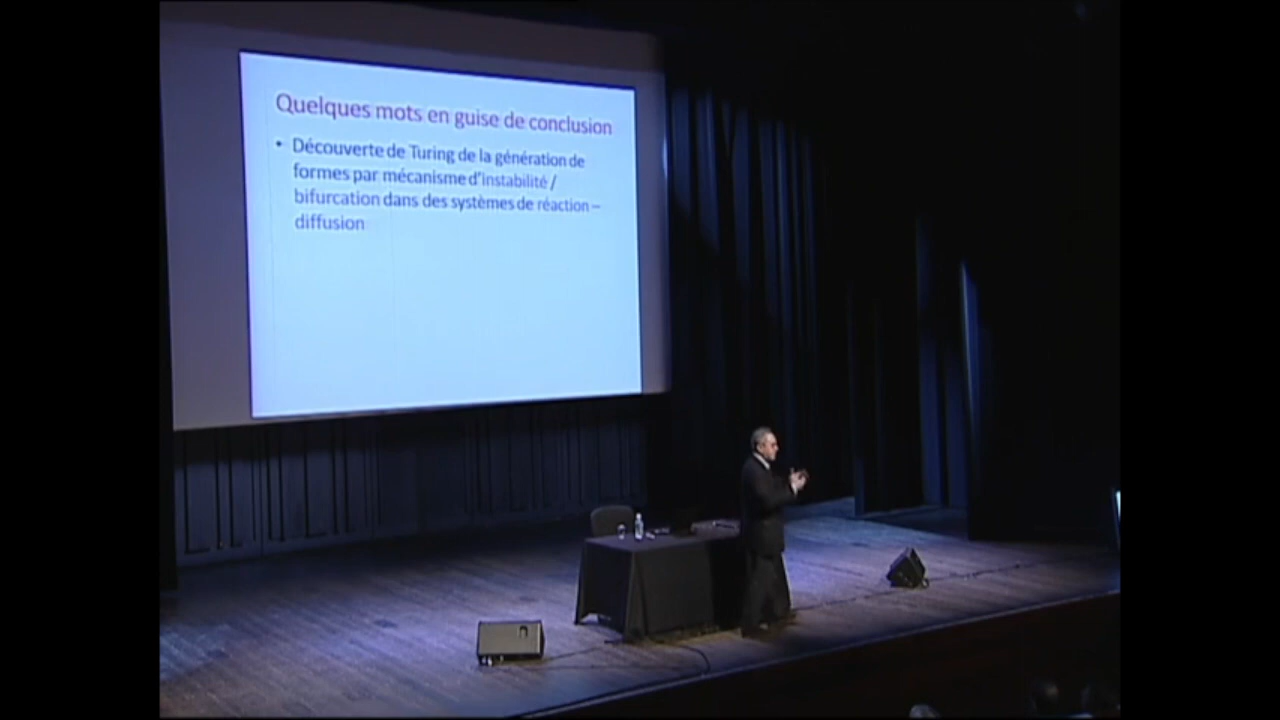 Quelques mots en guise de conclusion
• Découverte de Turing de la génération de
formes par mécanisme d'instabilité /
bifurcation dans des systèmes de réaction –
diffusion